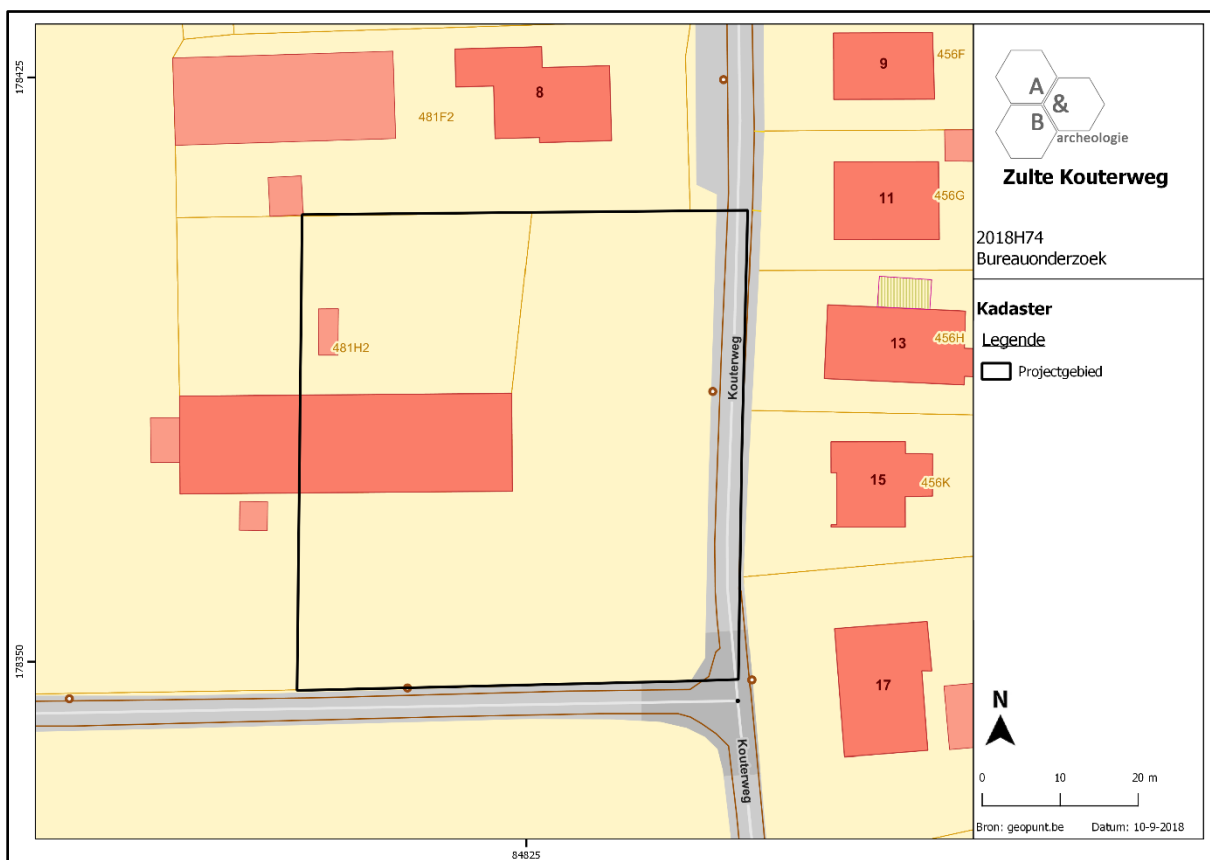 178425
178350
84825
8
481F2
481H2
Kouterweg
Kouterweg
9
456F
11
456G
13
456H
15
456K
17
A
&
B
archeologie
Zulte Kouterweg
2018H74
Bureauonderzoek
Kadaster
Legende
Projectgebied
N
0 10 20 m
Bron: geopunt.be Datum: 10-9-2018